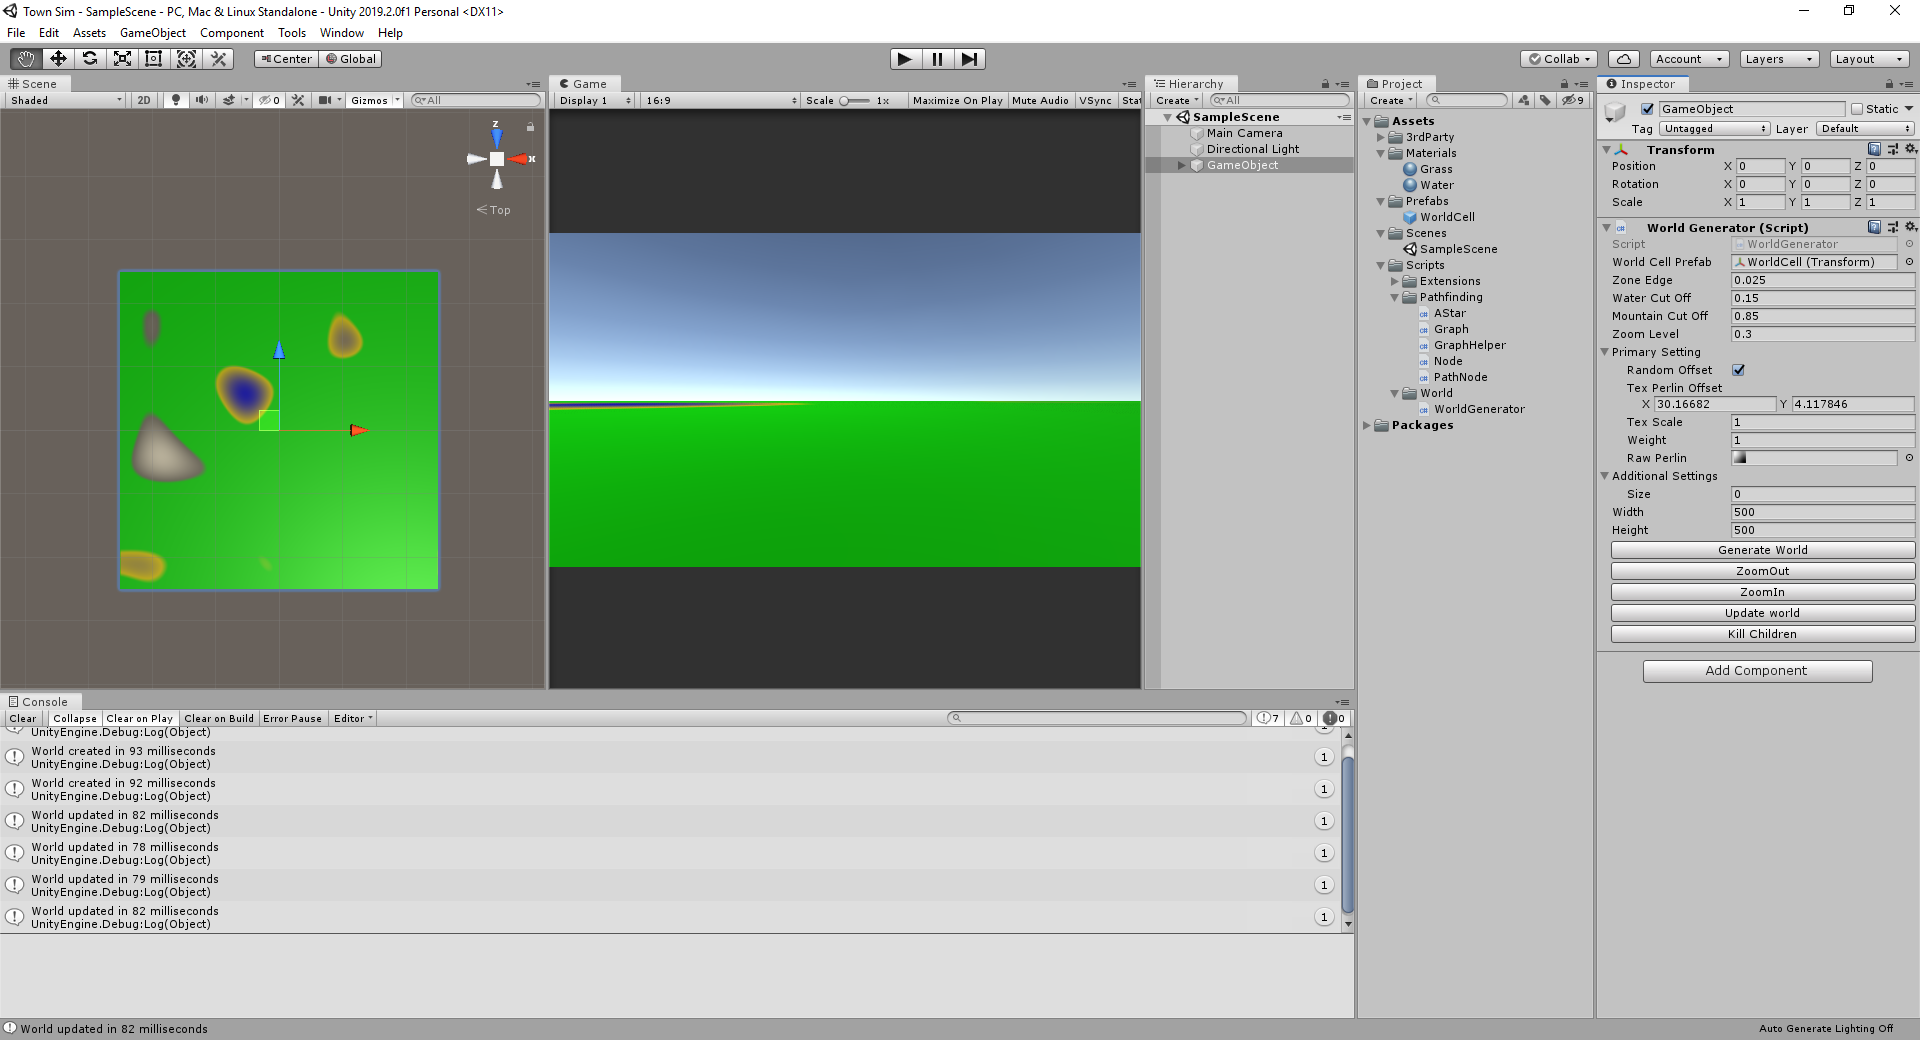 Town Sim - SampleScene - PC, Mac & Linux Standalone - Unity 2019.2.0f1 Personal <DX11>
File Edit Assets GameObject Component Tools Window Help
Center Global Collab Account Layers Layout
Scene
Shaded 2D 0 Gizmos All
z
x
Top
Game
Display 1 16:9 Scale 1x Maximize On Play Mute Audio VSync Stat
Hierarchy
Create All
SampleScene
Main Camera
Directional Light
GameObject
Project
Create 9
Assets
3rdParty
Materials
Grass
Water
Prefabs
WorldCell
Scenes
SampleScene
Scripts
Extensions
Pathfinding
AStar
Graph
GraphHelper
Node
PathNode
World
WorldGenerator
Packages
Inspector
GameObject Static
Tag Untagged Layer Default
Transform
Position X 0 Y 0 Z 0
Rotation X 0 Y 0 Z 0
Scale X 1 Y 1 Z 1
World Generator (Script)
Script WorldGenerator
World Cell Prefab WorldCell (Transform)
Zone Edge 0.025
Water Cut Off 0.15
Mountain Cut Off 0.85
Zoom Level 0.3
Primary Setting
Random Offset
Tex Perlin Offset
X 30.16682 Y 4.117846
Tex Scale 1
Weight 1
Raw Perlin
Additional Settings
Size 0
Width 500
Height 500
Generate World
ZoomOut
ZoomIn
Update world
Kill Children
Add Component
Console
Clear Collapse Clear on Play Clear on Build Error Pause Editor 7 0 0
UnityEngine.Debug:Log(Object) 1
World created in 93 milliseconds
UnityEngine.Debug:Log(Object) 1
World created in 92 milliseconds
UnityEngine.Debug:Log(Object) 1
World updated in 82 milliseconds
UnityEngine.Debug:Log(Object) 1
World updated in 78 milliseconds
UnityEngine.Debug:Log(Object) 1
World updated in 79 milliseconds
UnityEngine.Debug:Log(Object) 1
World updated in 82 milliseconds
UnityEngine.Debug:Log(Object) 1
World updated in 82 milliseconds
Auto Generate Lighting Off